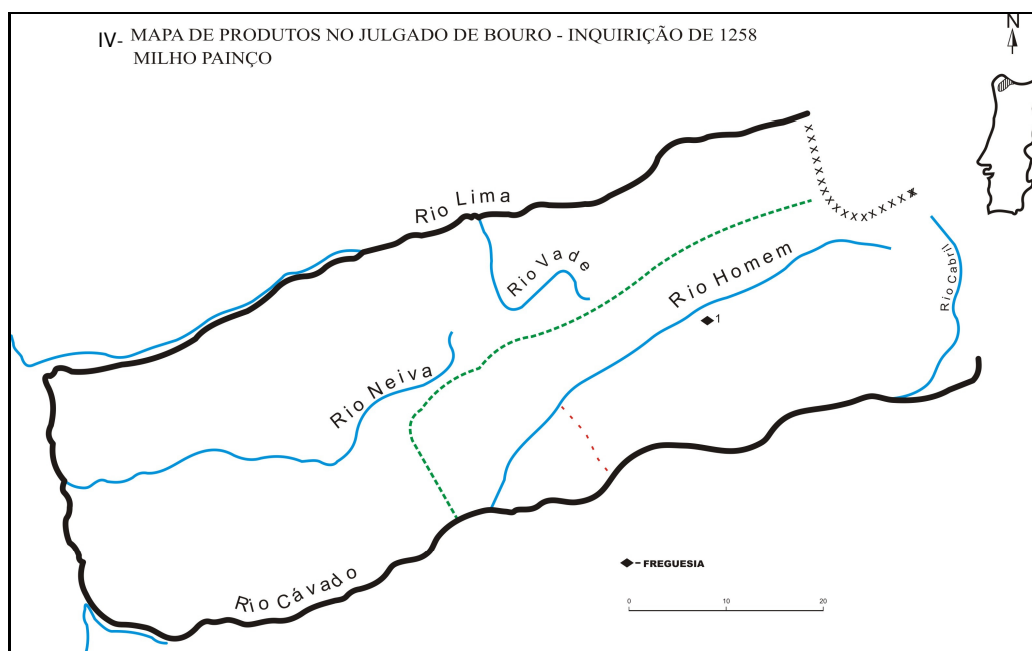 IV- MAPA DE PRODUTOS NO JULGADO DE BOURO - INQUIRIÇÃO DE 1258
MILHO PAINÇO
N
Rio Lima
Rio Vade
Rio Homem
Rio Cabril
1
Rio Neiva
Rio Cávado
- FREGUESIA
0 10 20